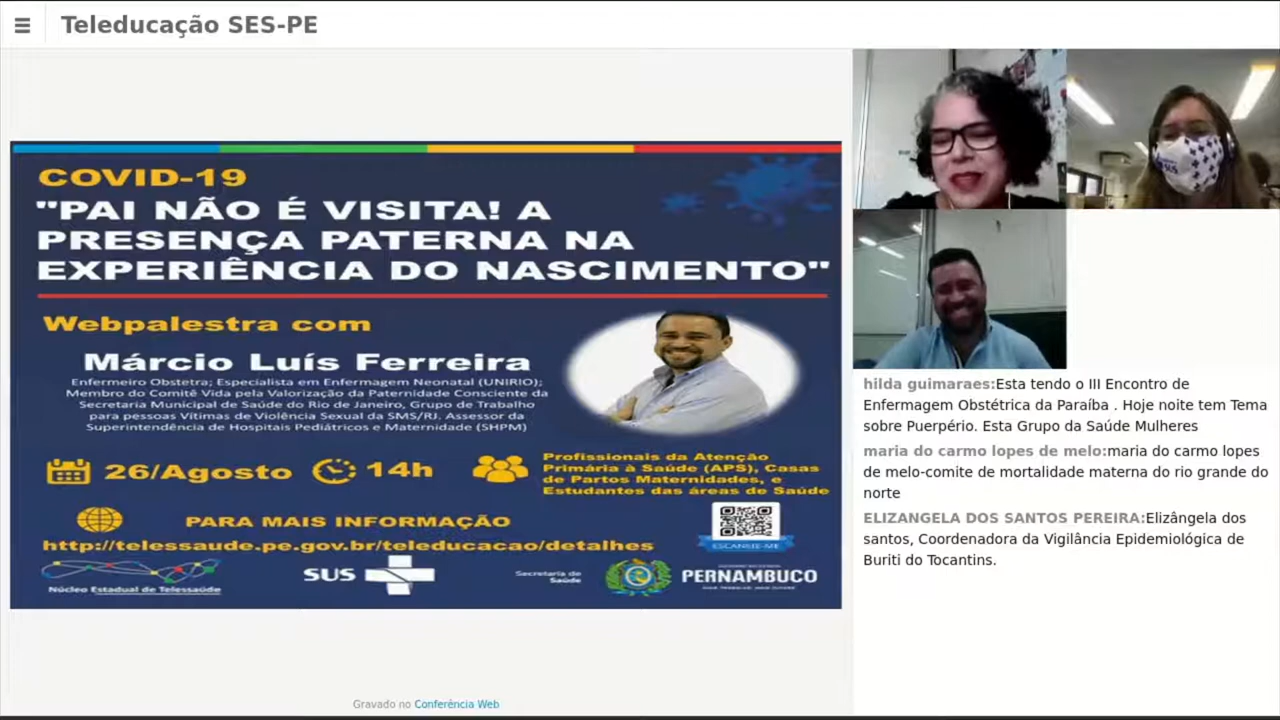 Teleducação SES-PE
COVID-19
"PAI NÃO É VISITA! A
PRESENÇA PATERNA NA
EXPERIÊNCIA DO NASCIMENTO"
Webpalestra com
Márcio Luís Ferreira
Enfermeiro Obstetra; Especialista em Enfermagem Neonatal (UNIRIO);
Membro do Comitê Vida pela Valorização da Paternidade Consciente da
Secretaria Municipal de Saúde do Rio de Janeiro, Grupo de Trabalho
para pessoas Vítimas de Violência Sexual da SMS/RJ. Assessor da
Superintendência de Hospitais Pediátricos e Maternidade (SHPM)
26/Agosto
14h
Profissionais da Atenção
Primária à Saúde (APS), Casas
de Partos Maternidades, e
Estudantes das áreas de Saúde
PARA MAIS INFORMAÇÃO
http://telessaude.pe.gov.br/teleducacao/detalhes
ESCANEIE-ME
Núcleo Estadual de Telessaúde
SUS
Secretaria de
Saúde
PERNAMBUCO
hilda guimaraes:Esta tendo o III Encontro de
Enfermagem Obstétrica da Paraíba . Hoje noite tem Tema
sobre Puerpério. Esta Grupo da Saúde Mulheres
maria do carmo lopes de melo:maria do carmo lopes
de melo-comite de mortalidade materna do rio grande do
norte
ELIZANGELA DOS SANTOS PEREIRA:Elizângela dos
santos, Coordenadora da Vigilância Epidemiológica de
Buriti do Tocantins.
Gravado no Conferência Web